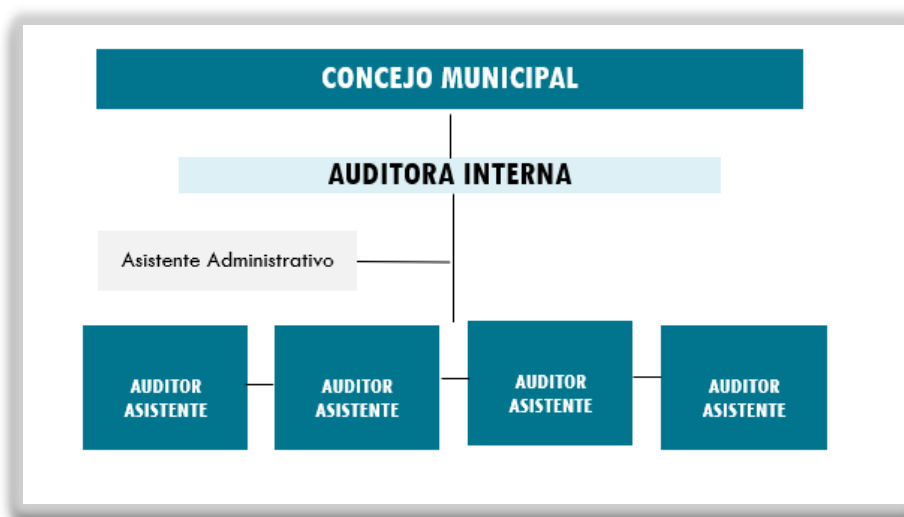 CONCEJO MUNICIPAL
AUDITORA INTERNA
Asistente Administrativo
AUDITOR
ASISTENTE
AUDITOR
ASISTENTE
AUDITOR
ASISTENTE
AUDITOR
ASISTENTE